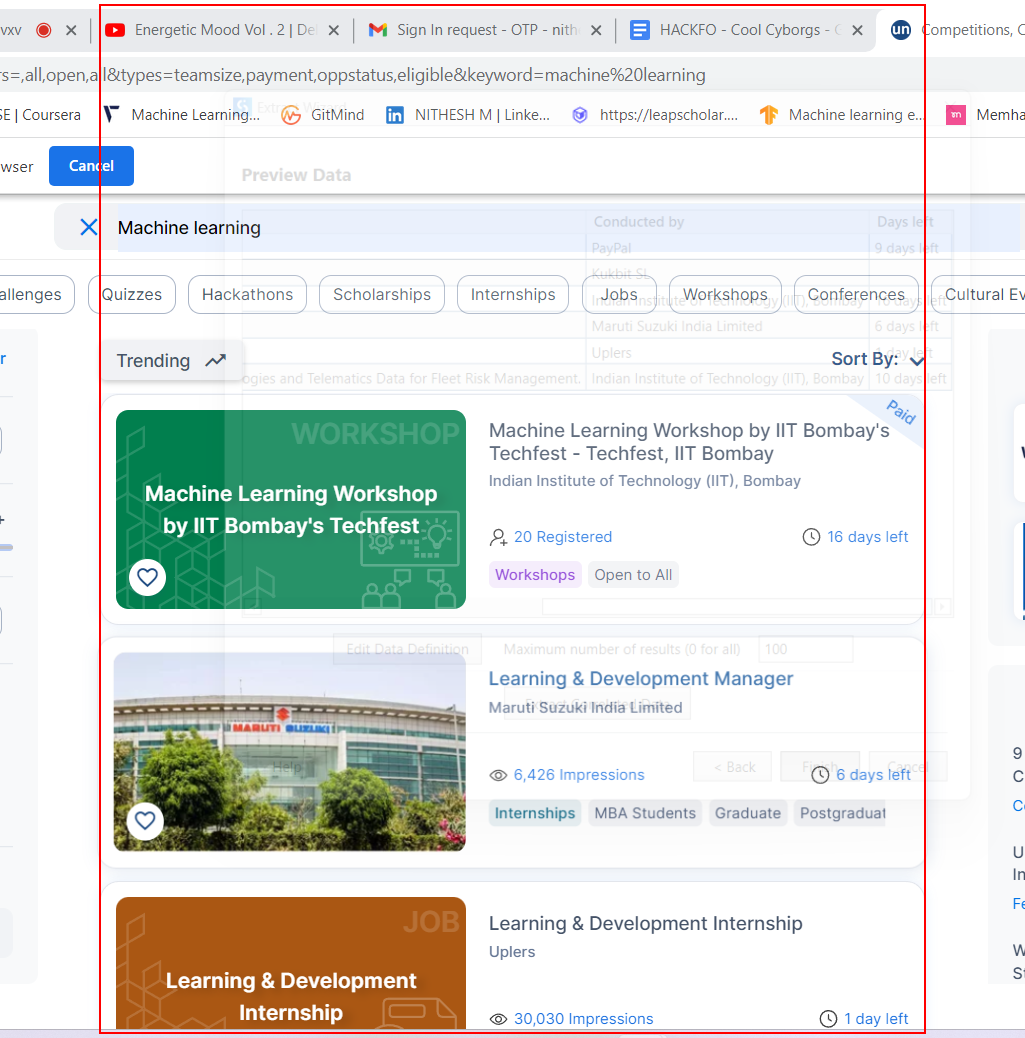 vxv
Energetic Mood Vol . 2 | De
Sign In request - OTP - nith
HACKFO - Cool Cyborgs - G
un
Competitions, C
rs=,all,open,all&types=teamsize,payment,oppstatus,eligible&keyword=machine%20learning
SE | Coursera
Machine Learning...
GitMind
NITHESH M | Linke...
https://leapscholar....
Machine learning e...
m
Memha
Extract Wizard
wser
Cancel
Preview Data
Machine learning
Conducted by
Days left
PayPal
9 days left
Kukbit SL
allenges
Quizzes
Hackathons
Scholarships
Internships
Jobs
Workshops
Conferences
Cultural Ev
Indian Institute of Technology (IIT), Bombay
16 days left
Maruti Suzuki India Limited
6 days left
Uplers
1 day left
Trending
Sort By:
ogies and Telematics Data for Fleet Risk Management.
Indian Institute of Technology (IIT), Bombay
10 days left
WORKSHOP
Machine Learning Workshop
by IIT Bombay's Techfest
Paid
Machine Learning Workshop by IIT Bombay's
Techfest - Techfest, IIT Bombay
Indian Institute of Technology (IIT), Bombay
20 Registered
16 days left
Workshops
Open to All
Edit Data Definition
Maximum number of results (0 for all)
100
MARUTI SUZUKI
Learning & Development Manager
Maruti Suzuki India Limited
Help
< Back
Finish
Cancel
6,426 Impressions
6 days left
Internships
MBA Students
Graduate
Postgraduat
JOB
Learning & Development
Internship
Learning & Development Internship
Uplers
30,030 Impressions
1 day left
r
+
9
C
Co
U
In
Fe
W
St